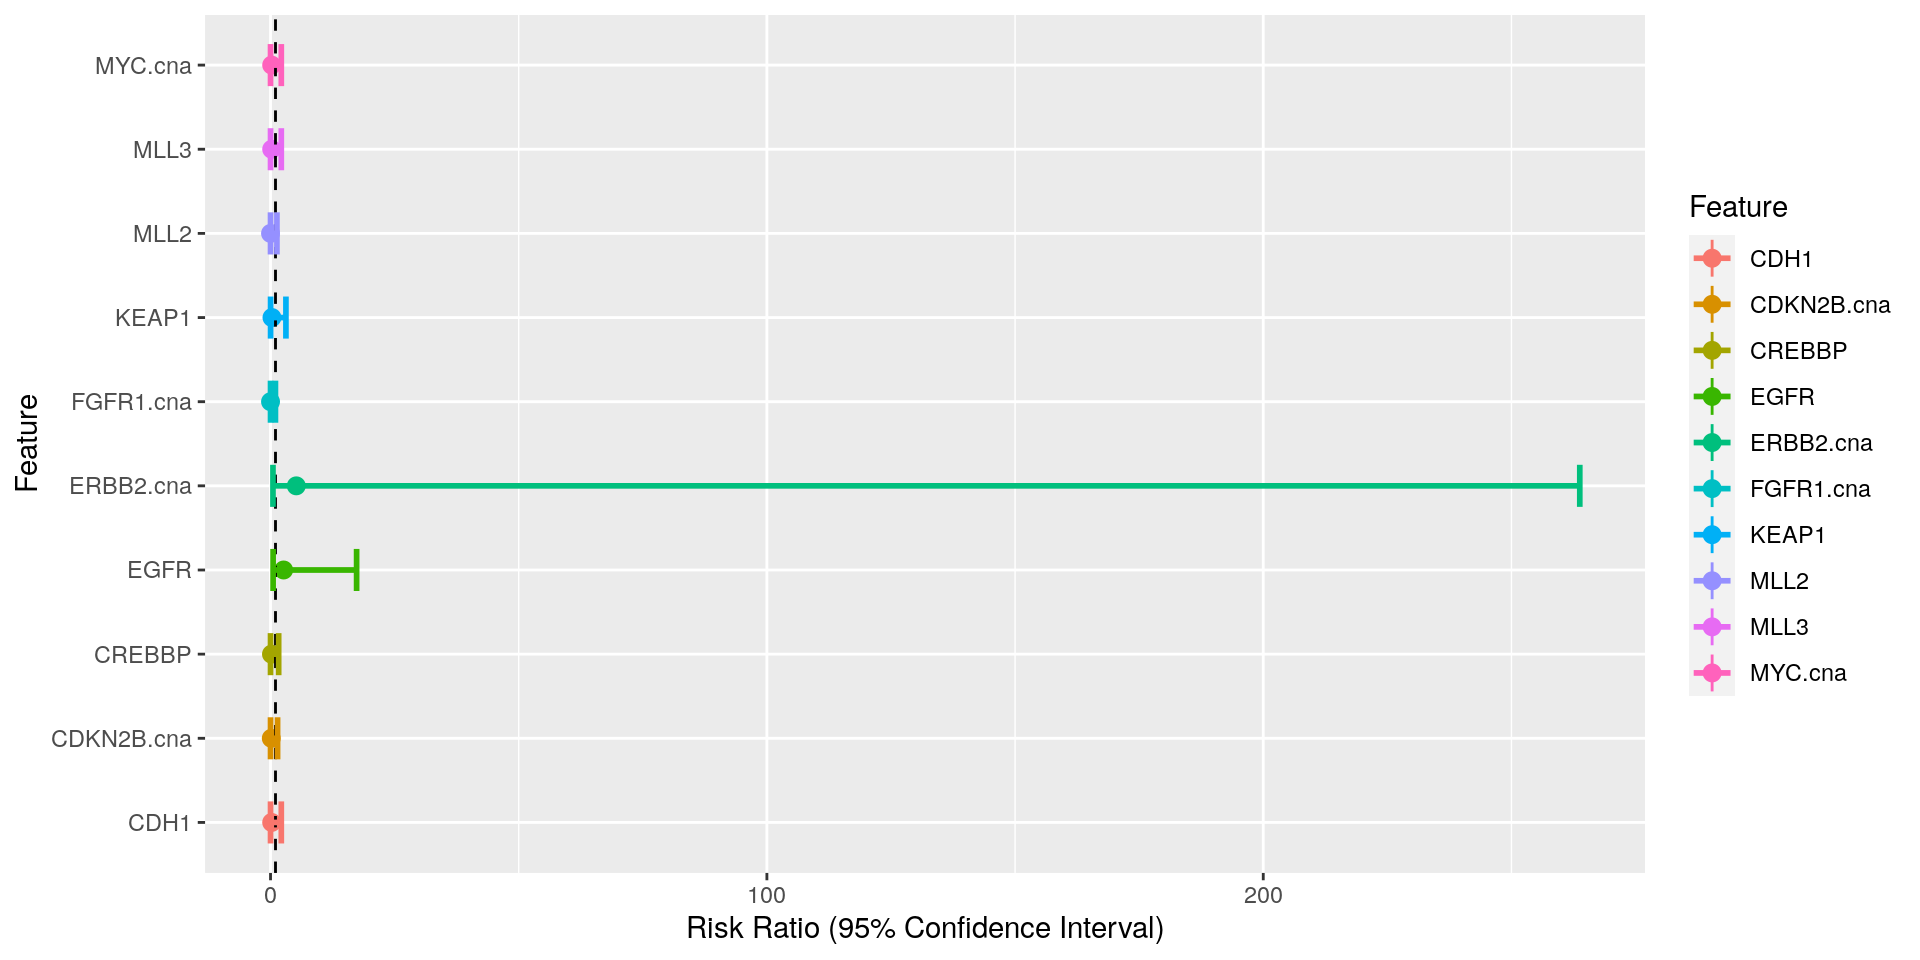 Feature
MYC.cna
MLL3
MLL2
KEAP1
FGFR1.cna
ERBB2.cna
EGFR
CREBBP
CDKN2B.cna
CDH1
0 100 200
Risk Ratio (95% Confidence Interval)
Feature
CDH1
CDKN2B.cna
CREBBP
EGFR
ERBB2.cna
FGFR1.cna
KEAP1
MLL2
MLL3
MYC.cna